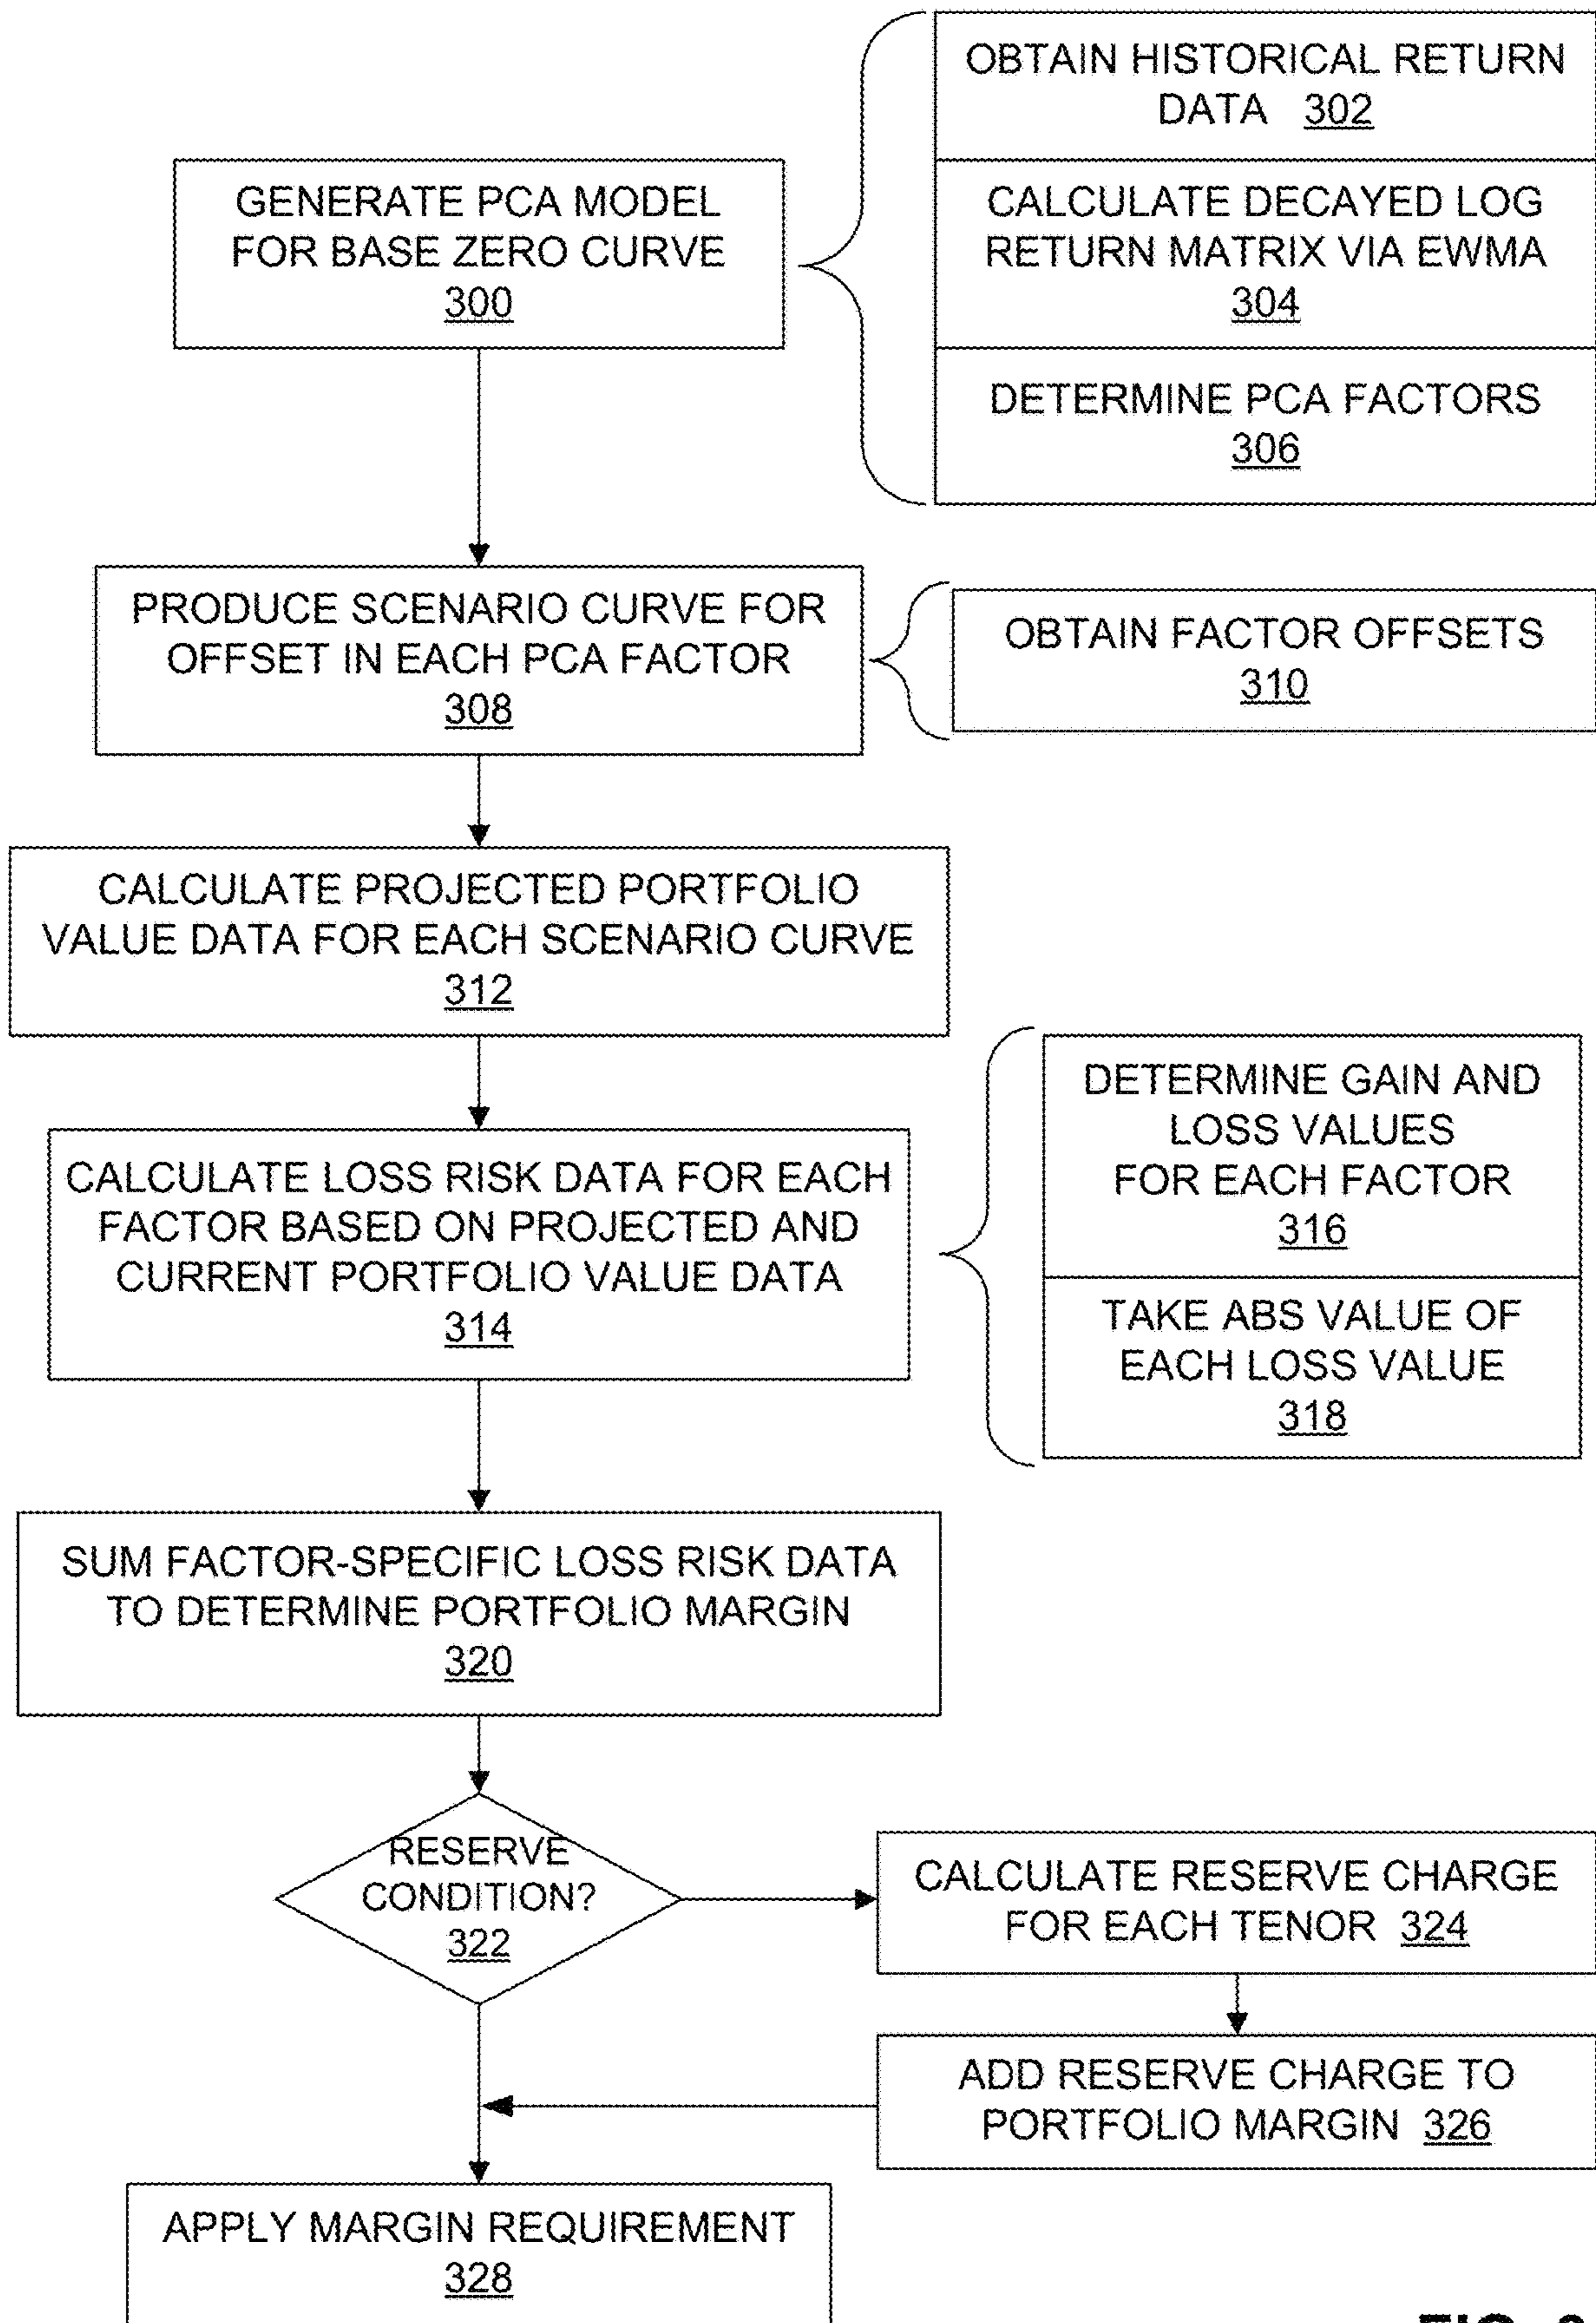 GENERATE PCA MODEL
FOR BASE ZERO CURVE
300
OBTAIN HISTORICAL RETURN
DATA 302
CALCULATE DECAYED LOG
RETURN MATRIX VIA EWMA
304
DETERMINE PCA FACTORS
306
PRODUCE SCENARIO CURVE FOR
OFFSET IN EACH PCA FACTOR
308
OBTAIN FACTOR OFFSETS
310
CALCULATE PROJECTED PORTFOLIO
VALUE DATA FOR EACH SCENARIO CURVE
312
CALCULATE LOSS RISK DATA FOR EACH
FACTOR BASED ON PROJECTED AND
CURRENT PORTFOLIO VALUE DATA
314
DETERMINE GAIN AND
LOSS VALUES
FOR EACH FACTOR
316
TAKE ABS VALUE OF
EACH LOSS VALUE
318
SUM FACTOR-SPECIFIC LOSS RISK DATA
TO DETERMINE PORTFOLIO MARGIN
320
RESERVE
CONDITION?
322
CALCULATE RESERVE CHARGE
FOR EACH TENOR 324
ADD RESERVE CHARGE TO
PORTFOLIO MARGIN 326
APPLY MARGIN REQUIREMENT
328
FIG.